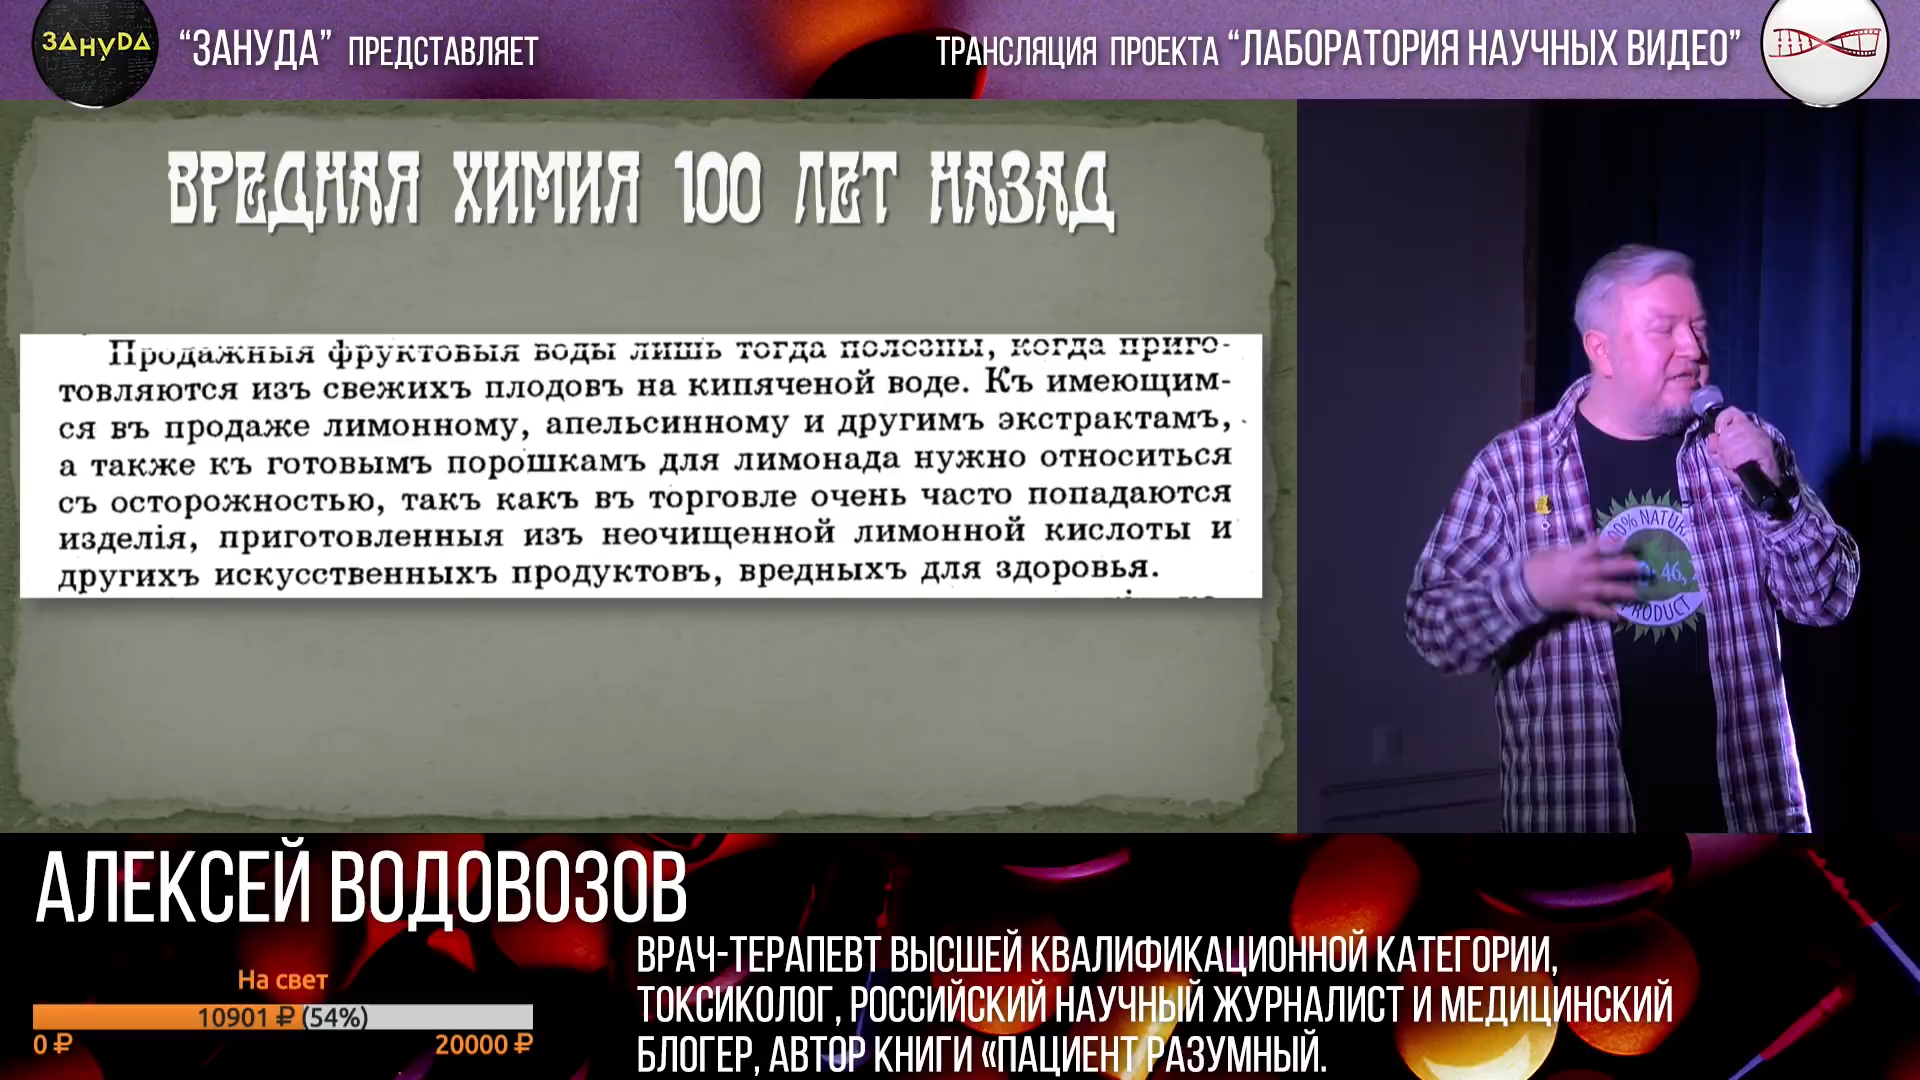 ЗАНУДА
“ЗАНУДА” ПРЕДСТАВЛЯЕТ
ТРАНСЛЯЦИЯ ПРОЕКТА “ЛАБОРАТОРИЯ НАУЧНЫХ ВИДЕО”
ВРЕДНАЯ ХИМИЯ 100 ЛЕТ НАЗАД
Продажныя фруктовыя воды лишь тогда полезны, когда приго-
товляются изъ свежихъ плодовъ на кипяченой воде. Къ имеющим-
ся въ продаже лимонному, апельсинному и другимъ экстрактамъ,
а также къ готовымъ порошкамъ для лимонада нужно относиться
съ осторожностью, такъ какъ въ торговле очень часто попадаются
изделія, приготовленныя изъ неочищенной лимонной кислоты и
другихъ искусственныхъ продуктовъ, вредныхъ для здоровья.
100% NATUR
46,
PRODUCT
АЛЕКСЕЙ ВОДОВОЗОВ
ВРАЧ-ТЕРАПЕВТ ВЫСШЕЙ КВАЛИФИКАЦИОННОЙ КАТЕГОРИИ,
ТОКСИКОЛОГ, РОССИЙСКИЙ НАУЧНЫЙ ЖУРНАЛИСТ И МЕДИЦИНСКИЙ
БЛОГЕР, АВТОР КНИГИ «ПАЦИЕНТ РАЗУМНЫЙ.
На свет
10901 ₽ (54%)
0 ₽ 20000 ₽